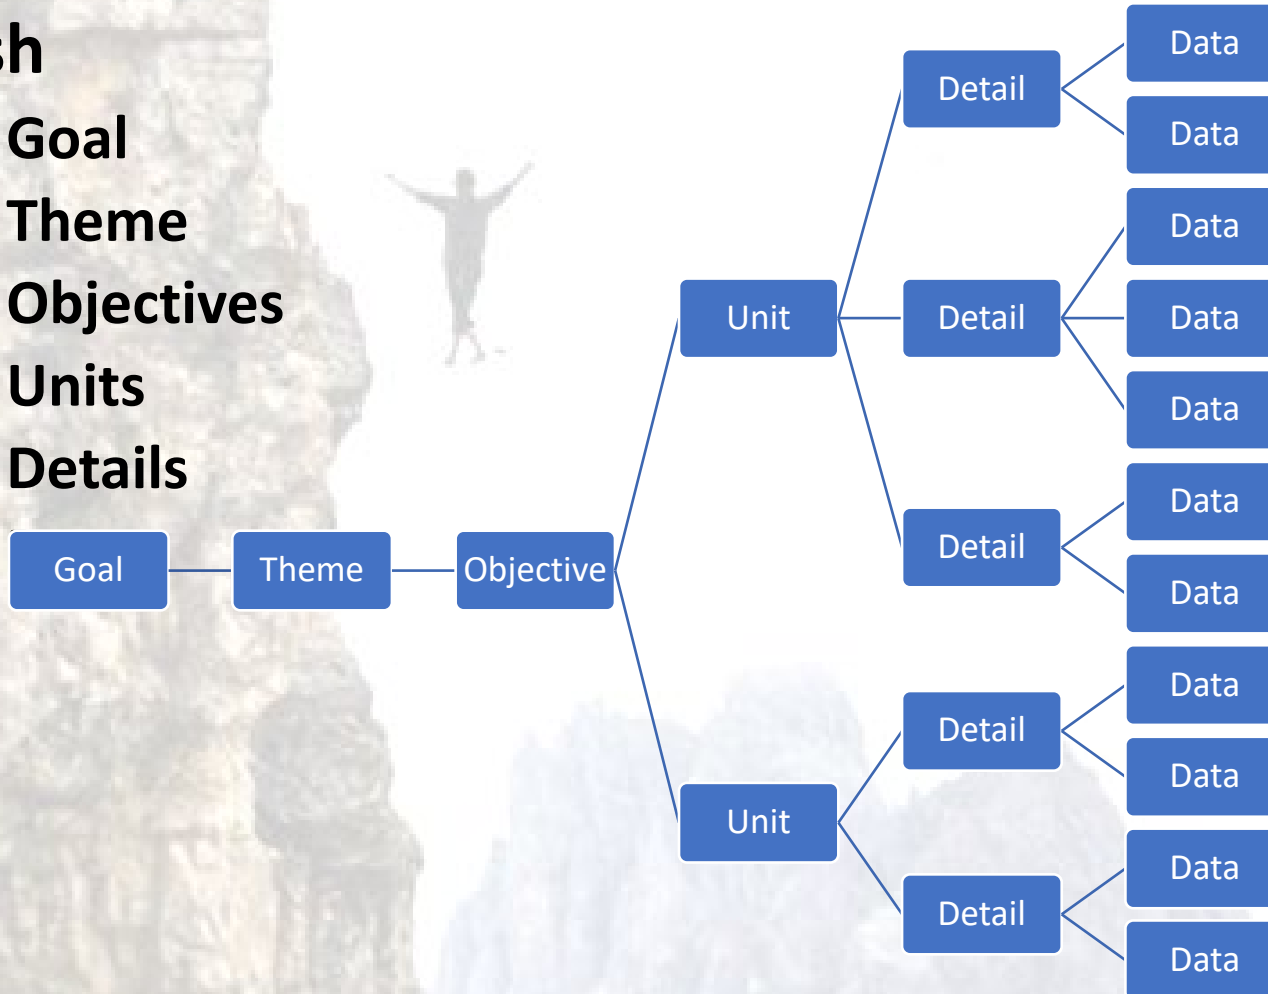 Goal
Theme
Objectives
Units
Details
Goal
Theme
Objective
Unit
Unit
Detail
Detail
Detail
Detail
Detail
Data
Data
Data
Data
Data
Data
Data
Data
Data
Data
Data